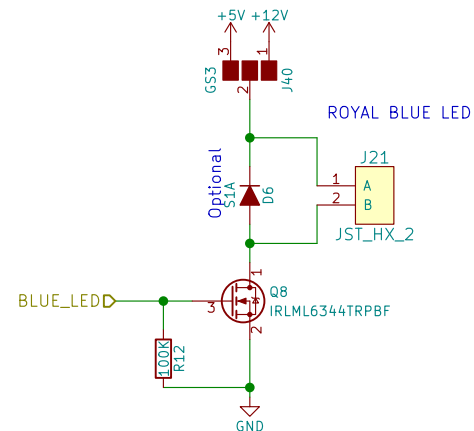 +5V +12V
3
1
GS3
2
J40
ROYAL BLUE LED
Optional
S1A
D6
J21
1
A
2
B
JST_HX_2
1
Q8
BLUE_LED
3
IRLML6344TRPBF
2
100K
R12
GND